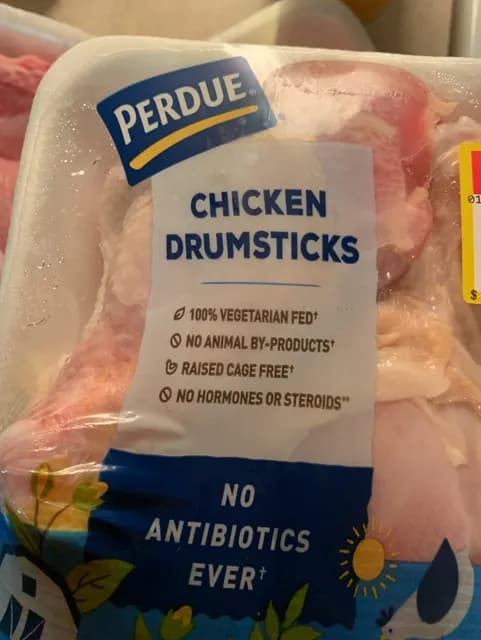 PERDUE®
CHICKEN
DRUMSTICKS
100% VEGETARIAN FED†
NO ANIMAL BY-PRODUCTS†
RAISED CAGE FREE†
NO HORMONES OR STEROIDS**
NO
ANTIBIOTICS
EVER†
01
$